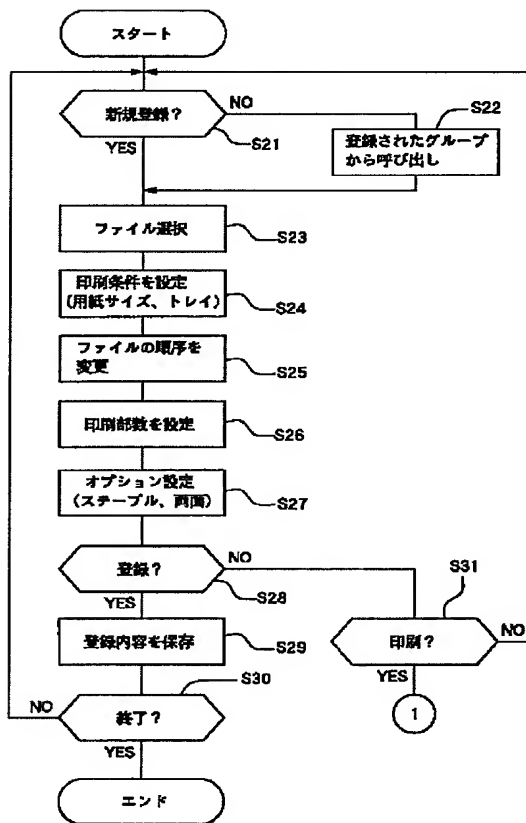 スタート
新規登録？
NO
S21
YES
S22
登録されたグループ
から呼び出し
ファイル選択
S23
印刷条件を設定
(用紙サイズ、トレイ)
S24
ファイルの順序を
変更
S25
印刷部数を設定
S26
オプション設定
(ステープル、両面)
S27
登録？
NO
S28
YES
S31
印刷？
NO
YES
1
登録内容を保存
S29
S30
終了？
NO
YES
エンド